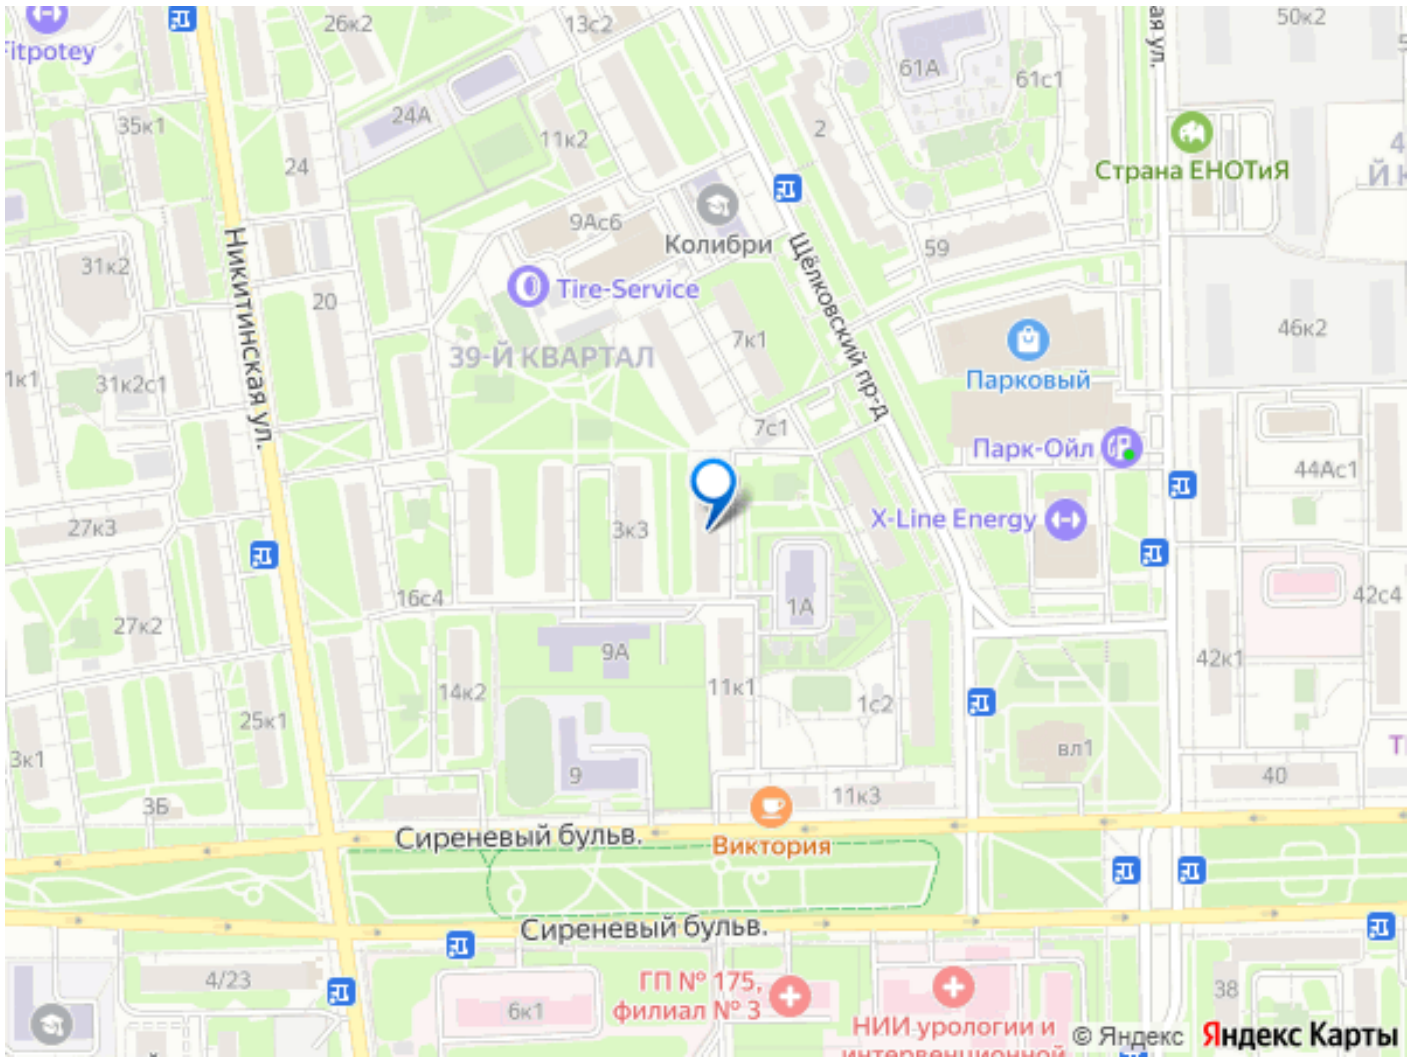 Fitpotey
26к2
13с2
ая ул.
50к2
61А
61с1
24А
35к1
11к2
2
24
Страна ЕНОТиЯ
Й К
9Ас6
Колибри
59
31к2
Никитинская ул.
Щёлковский пр-д
Tire-Service
20
46к2
7к1
39-Й КВАРТАЛ
1к1
31к2с1
Парковый
7с1
Парк-Ойл
44Ас1
27к3
3к3
X-Line Energy
16с4
1А
42с4
27к2
9А
42к1
14к2
11к1
1с2
25к1
вл1
3к1
9
40
3Б
11к3
Сиреневый бульв.
Виктория
Сиреневый бульв.
4/23
ГП № 175,
филиал № 3
6к1
38
НИИ урологии и
интервенционной
© Яндекс
Яндекс Карты